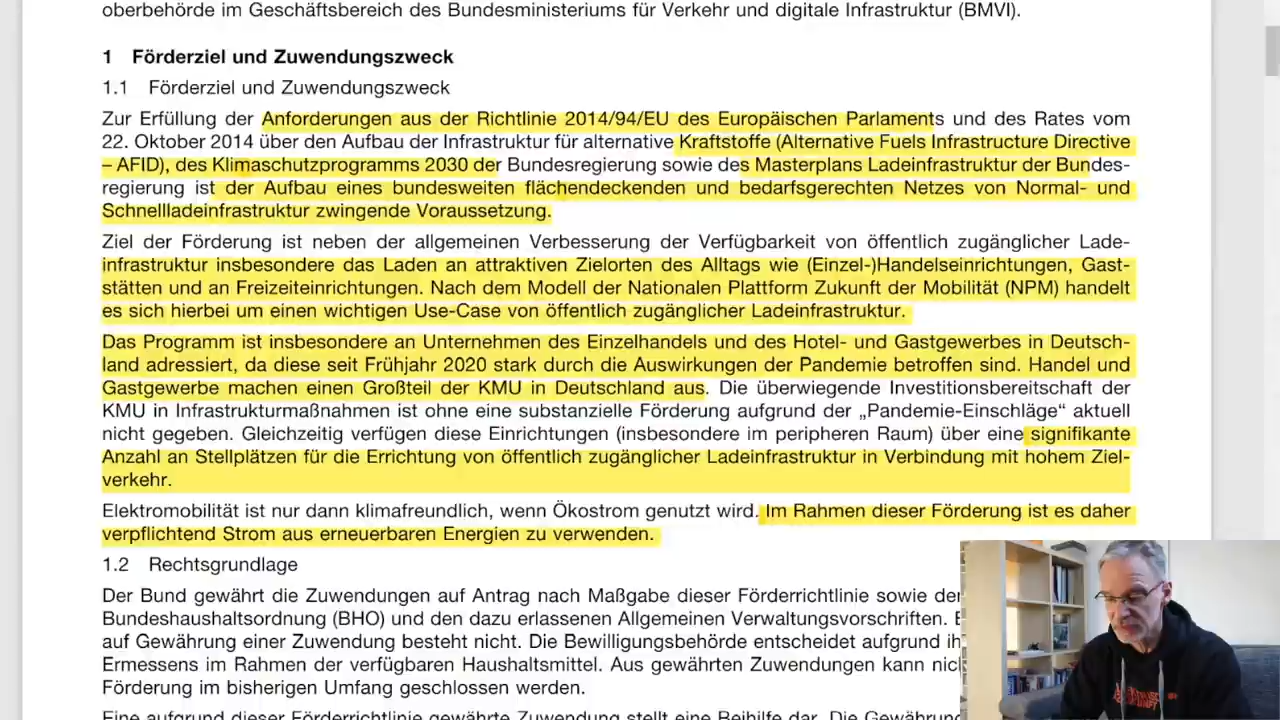 oberbehörde im Geschäftsbereich des Bundesministeriums für Verkehr und digitale Infrastruktur (BMVI).
1 Förderziel und Zuwendungszweck
1.1 Förderziel und Zuwendungszweck
Zur Erfüllung der Anforderungen aus der Richtlinie 2014/94/EU des Europäischen Parlaments und des Rates vom
22. Oktober 2014 über den Aufbau der Infrastruktur für alternative Kraftstoffe (Alternative Fuels Infrastructure Directive
– AFID), des Klimaschutzprogramms 2030 der Bundesregierung sowie des Masterplans Ladeinfrastruktur der Bundes-
regierung ist der Aufbau eines bundesweiten flächendeckenden und bedarfsgerechten Netzes von Normal- und
Schnellladeinfrastruktur zwingende Voraussetzung.
Ziel der Förderung ist neben der allgemeinen Verbesserung der Verfügbarkeit von öffentlich zugänglicher Lade-
infrastruktur insbesondere das Laden an attraktiven Zielorten des Alltags wie (Einzel-)Handelseinrichtungen, Gast-
stätten und an Freizeiteinrichtungen. Nach dem Modell der Nationalen Plattform Zukunft der Mobilität (NPM) handelt
es sich hierbei um einen wichtigen Use-Case von öffentlich zugänglicher Ladeinfrastruktur.
Das Programm ist insbesondere an Unternehmen des Einzelhandels und des Hotel- und Gastgewerbes in Deutsch-
land adressiert, da diese seit Frühjahr 2020 stark durch die Auswirkungen der Pandemie betroffen sind. Handel und
Gastgewerbe machen einen Großteil der KMU in Deutschland aus. Die überwiegende Investitionsbereitschaft der
KMU in Infrastrukturmaßnahmen ist ohne eine substanzielle Förderung aufgrund der „Pandemie-Einschläge“ aktuell
nicht gegeben. Gleichzeitig verfügen diese Einrichtungen (insbesondere im peripheren Raum) über eine signifikante
Anzahl an Stellplätzen für die Errichtung von öffentlich zugänglicher Ladeinfrastruktur in Verbindung mit hohem Ziel-
verkehr.
Elektromobilität ist nur dann klimafreundlich, wenn Ökostrom genutzt wird. Im Rahmen dieser Förderung ist es daher
verpflichtend Strom aus erneuerbaren Energien zu verwenden.
1.2 Rechtsgrundlage
Der Bund gewährt die Zuwendungen auf Antrag nach Maßgabe dieser Förderrichtlinie sowie der
Bundeshaushaltsordnung (BHO) und den dazu erlassenen Allgemeinen Verwaltungsvorschriften.
auf Gewährung einer Zuwendung besteht nicht. Die Bewilligungsbehörde entscheidet aufgrund ih
Ermessens im Rahmen der verfügbaren Haushaltsmittel. Aus gewährten Zuwendungen kann nic
Förderung im bisherigen Umfang geschlossen werden.
Eine aufgrund dieser Förderrichtlinie gewährte Zuwendung stellt eine Beihilfe dar. Die Gewährung